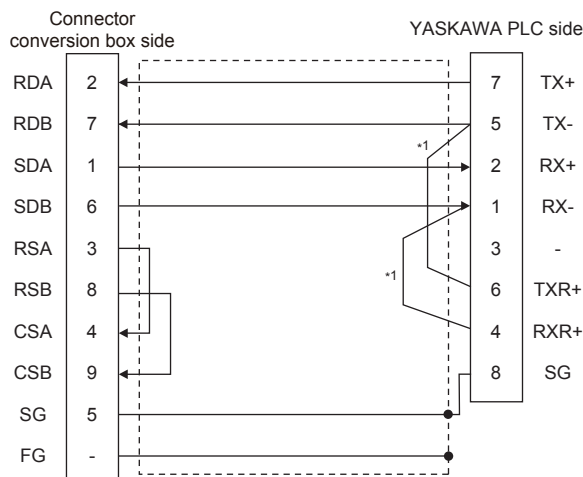 Connector
conversion box side
YASKAWA PLC side
RDA 2 7 TX+
RDB 7 5 TX-
*1
SDA 1 2 RX+
SDB 6 1 RX-
RSA 3 3 -
*1
RSB 8 6 TXR+
CSA 4 4 RXR+
CSB 9 8 SG
SG 5
FG -